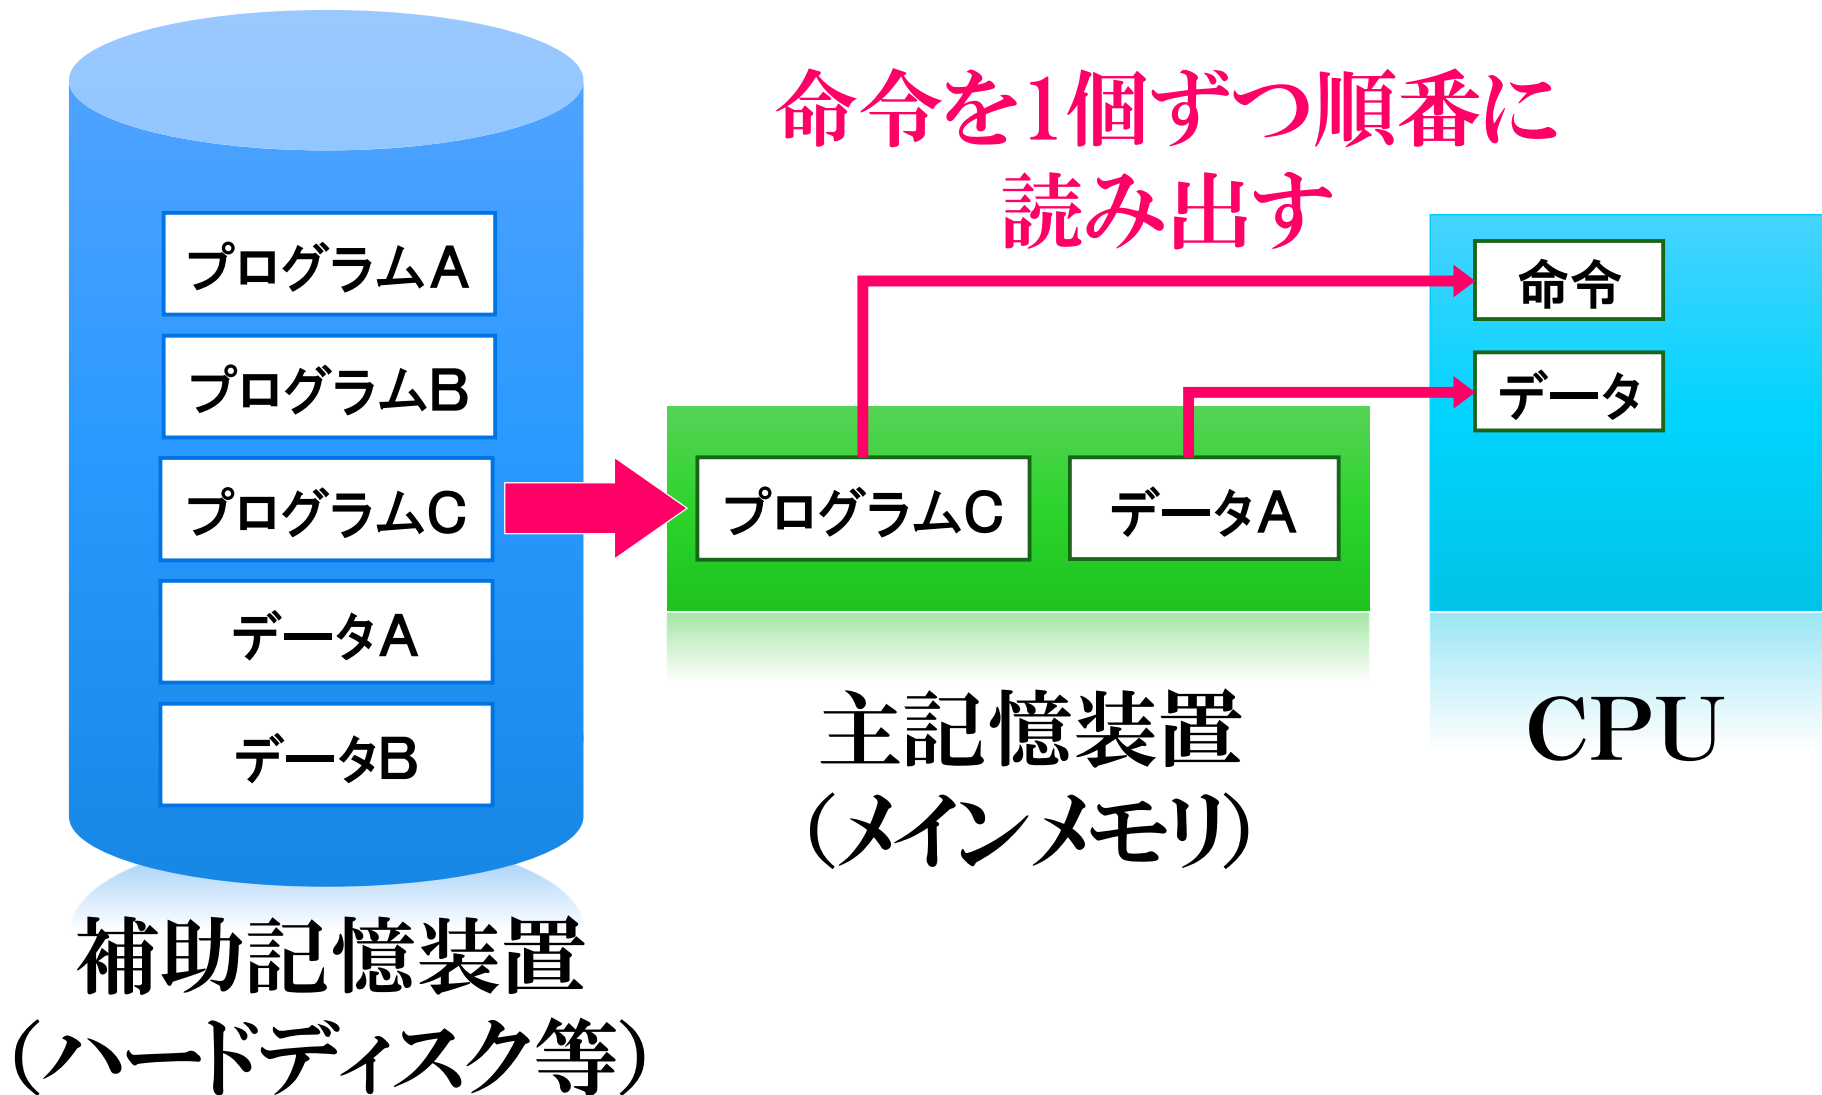 命令を1個ずつ順番に
読み出す
プログラムA
プログラムB
プログラムC
データA
データB
プログラムC
データA
命令
データ
補助記憶装置
(ハードディスク等)
主記憶装置
(メインメモリ)
CPU